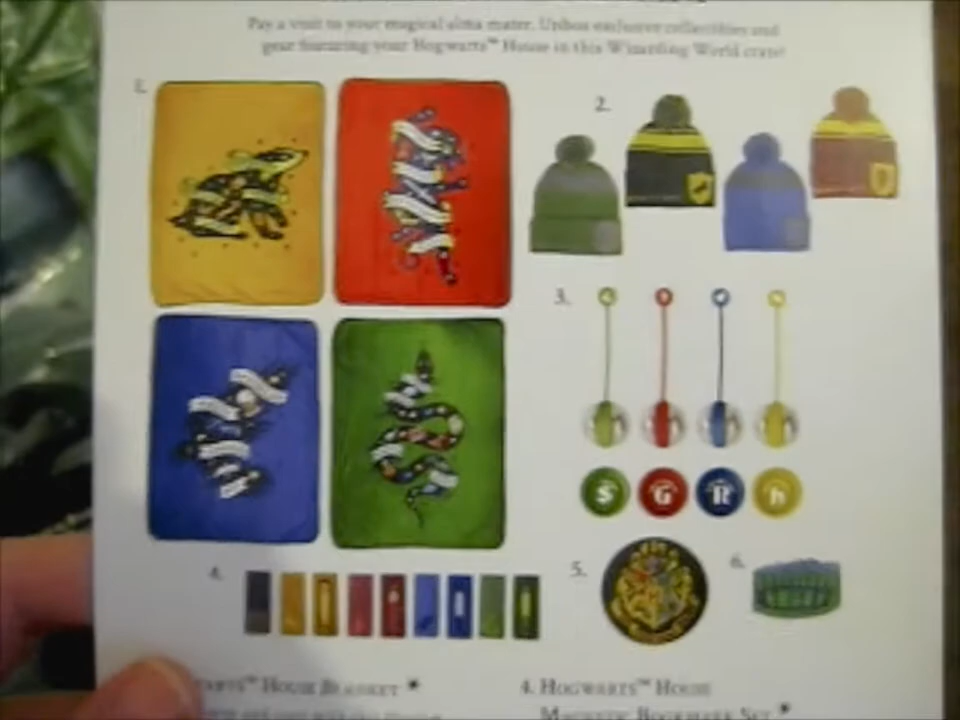 Pay a visit to your magical alma mater. Unbox exclusive collectibles and
gear featuring your Hogwarts™ House in this Wizarding World crate!
1.
2.
3.
S G R h
4.
5.
6.
House Blanket *
4. Hogwarts™ House
Magnetic Bookmark Set *